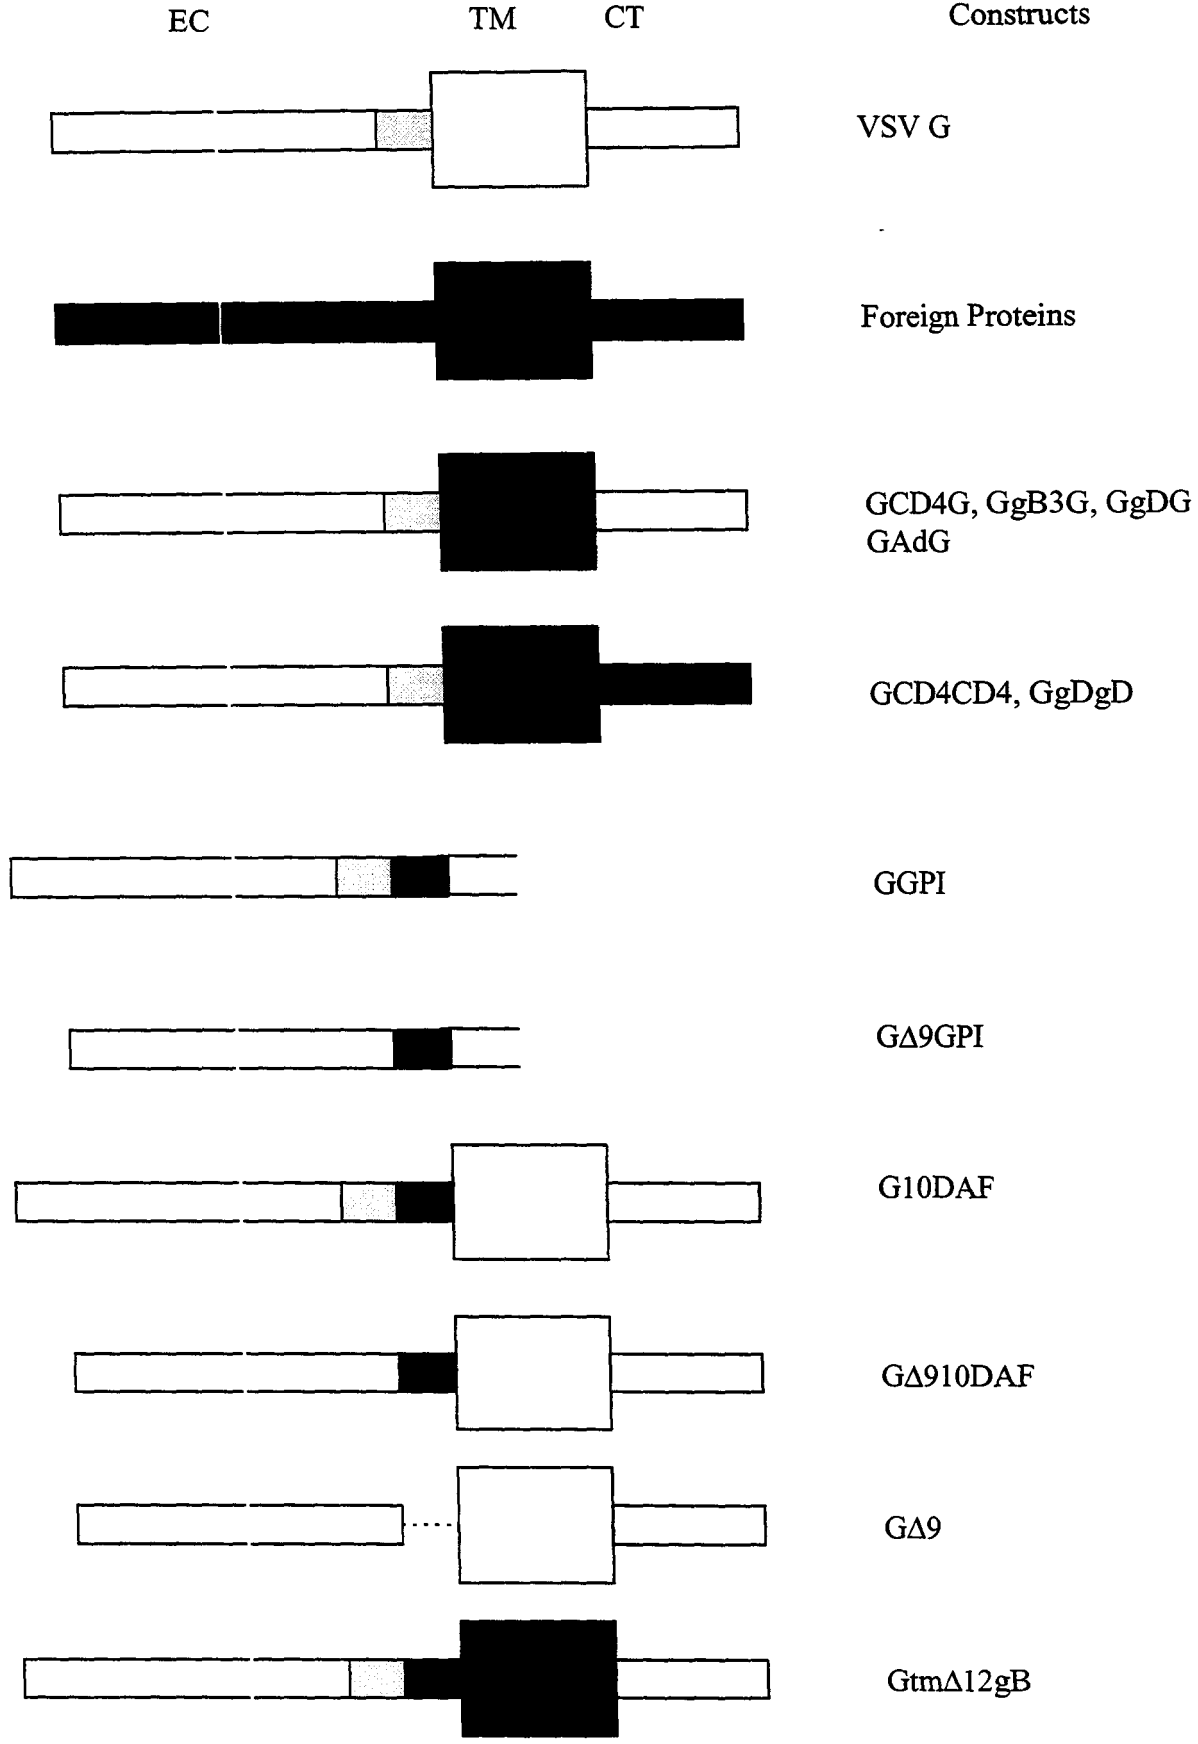 EC TM CT Constructs
VSV G
Foreign Proteins
GCD4G, GgB3G, GgDG
GAdG
GCD4CD4, GgDgD
GGPI
GΔ9GPI
G10DAF
GΔ910DAF
GΔ9
GtmΔ12gB